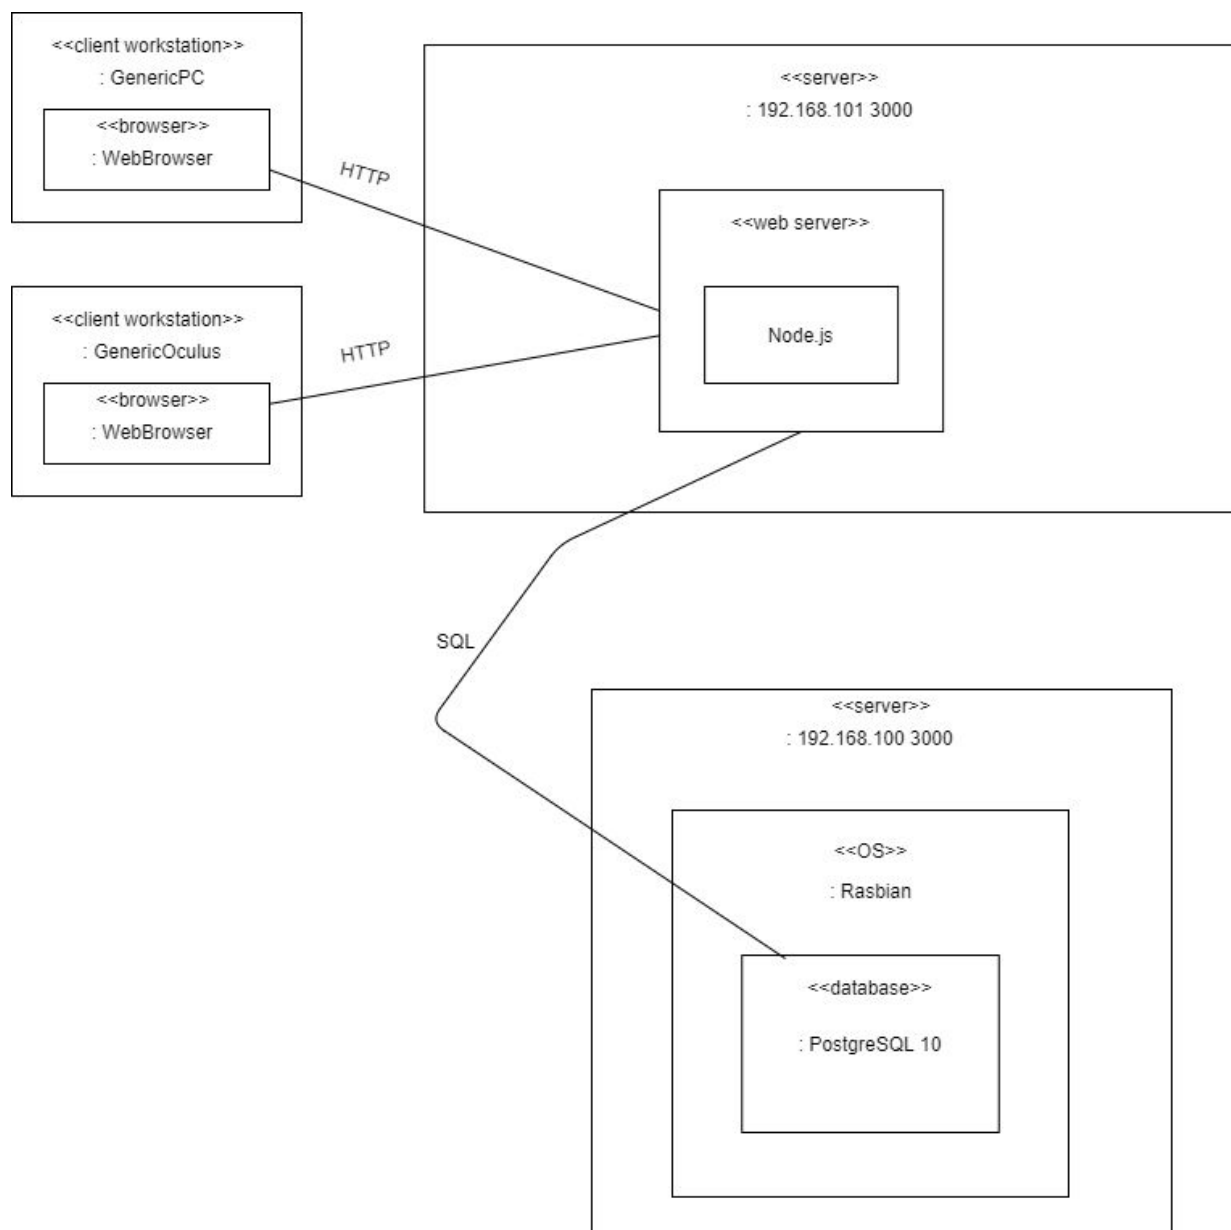 <<client workstation>>
: GenericPC
<<browser>>
: WebBrowser
HTTP
<<server>>
: 192.168.101 3000
<<web server>>
Node.js
<<client workstation>>
: GenericOculus
<<browser>>
: WebBrowser
HTTP
SQL
<<server>>
: 192.168.100 3000
<<OS>>
: Rasbian
<<database>>
: PostgreSQL 10